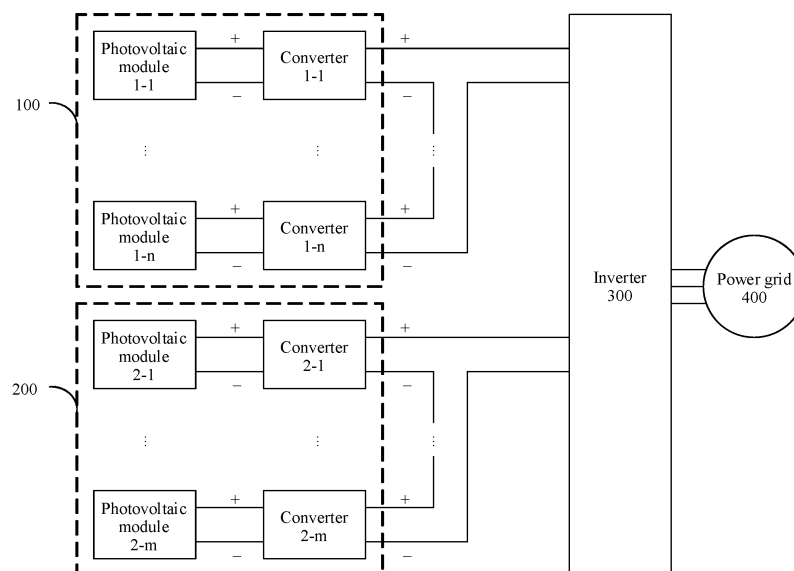 100
Photovoltaic
module
1-1
+
−
Converter
1-1
+
−
⋮
⋮
⋮
Photovoltaic
module
1-n
+
−
Converter
1-n
+
−
200
Photovoltaic
module
2-1
+
−
Converter
2-1
+
−
⋮
⋮
⋮
Photovoltaic
module
2-m
+
−
Converter
2-m
+
−
Inverter
300
Power grid
400